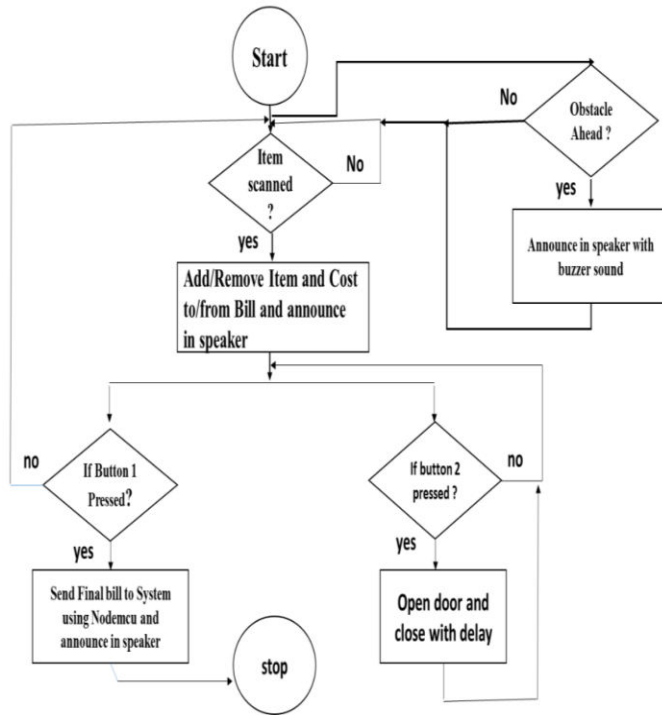 Start
No
Obstacle
Ahead ?
Item
scanned
?
No
yes
yes
Announce in speaker with
buzzer sound
Add/Remove Item and Cost
to/from Bill and announce
in speaker
no
If Button 1
Pressed?
If button 2
pressed ?
no
yes
yes
Send Final bill to System
using Nodemcu and
announce in speaker
Open door and
close with delay
stop